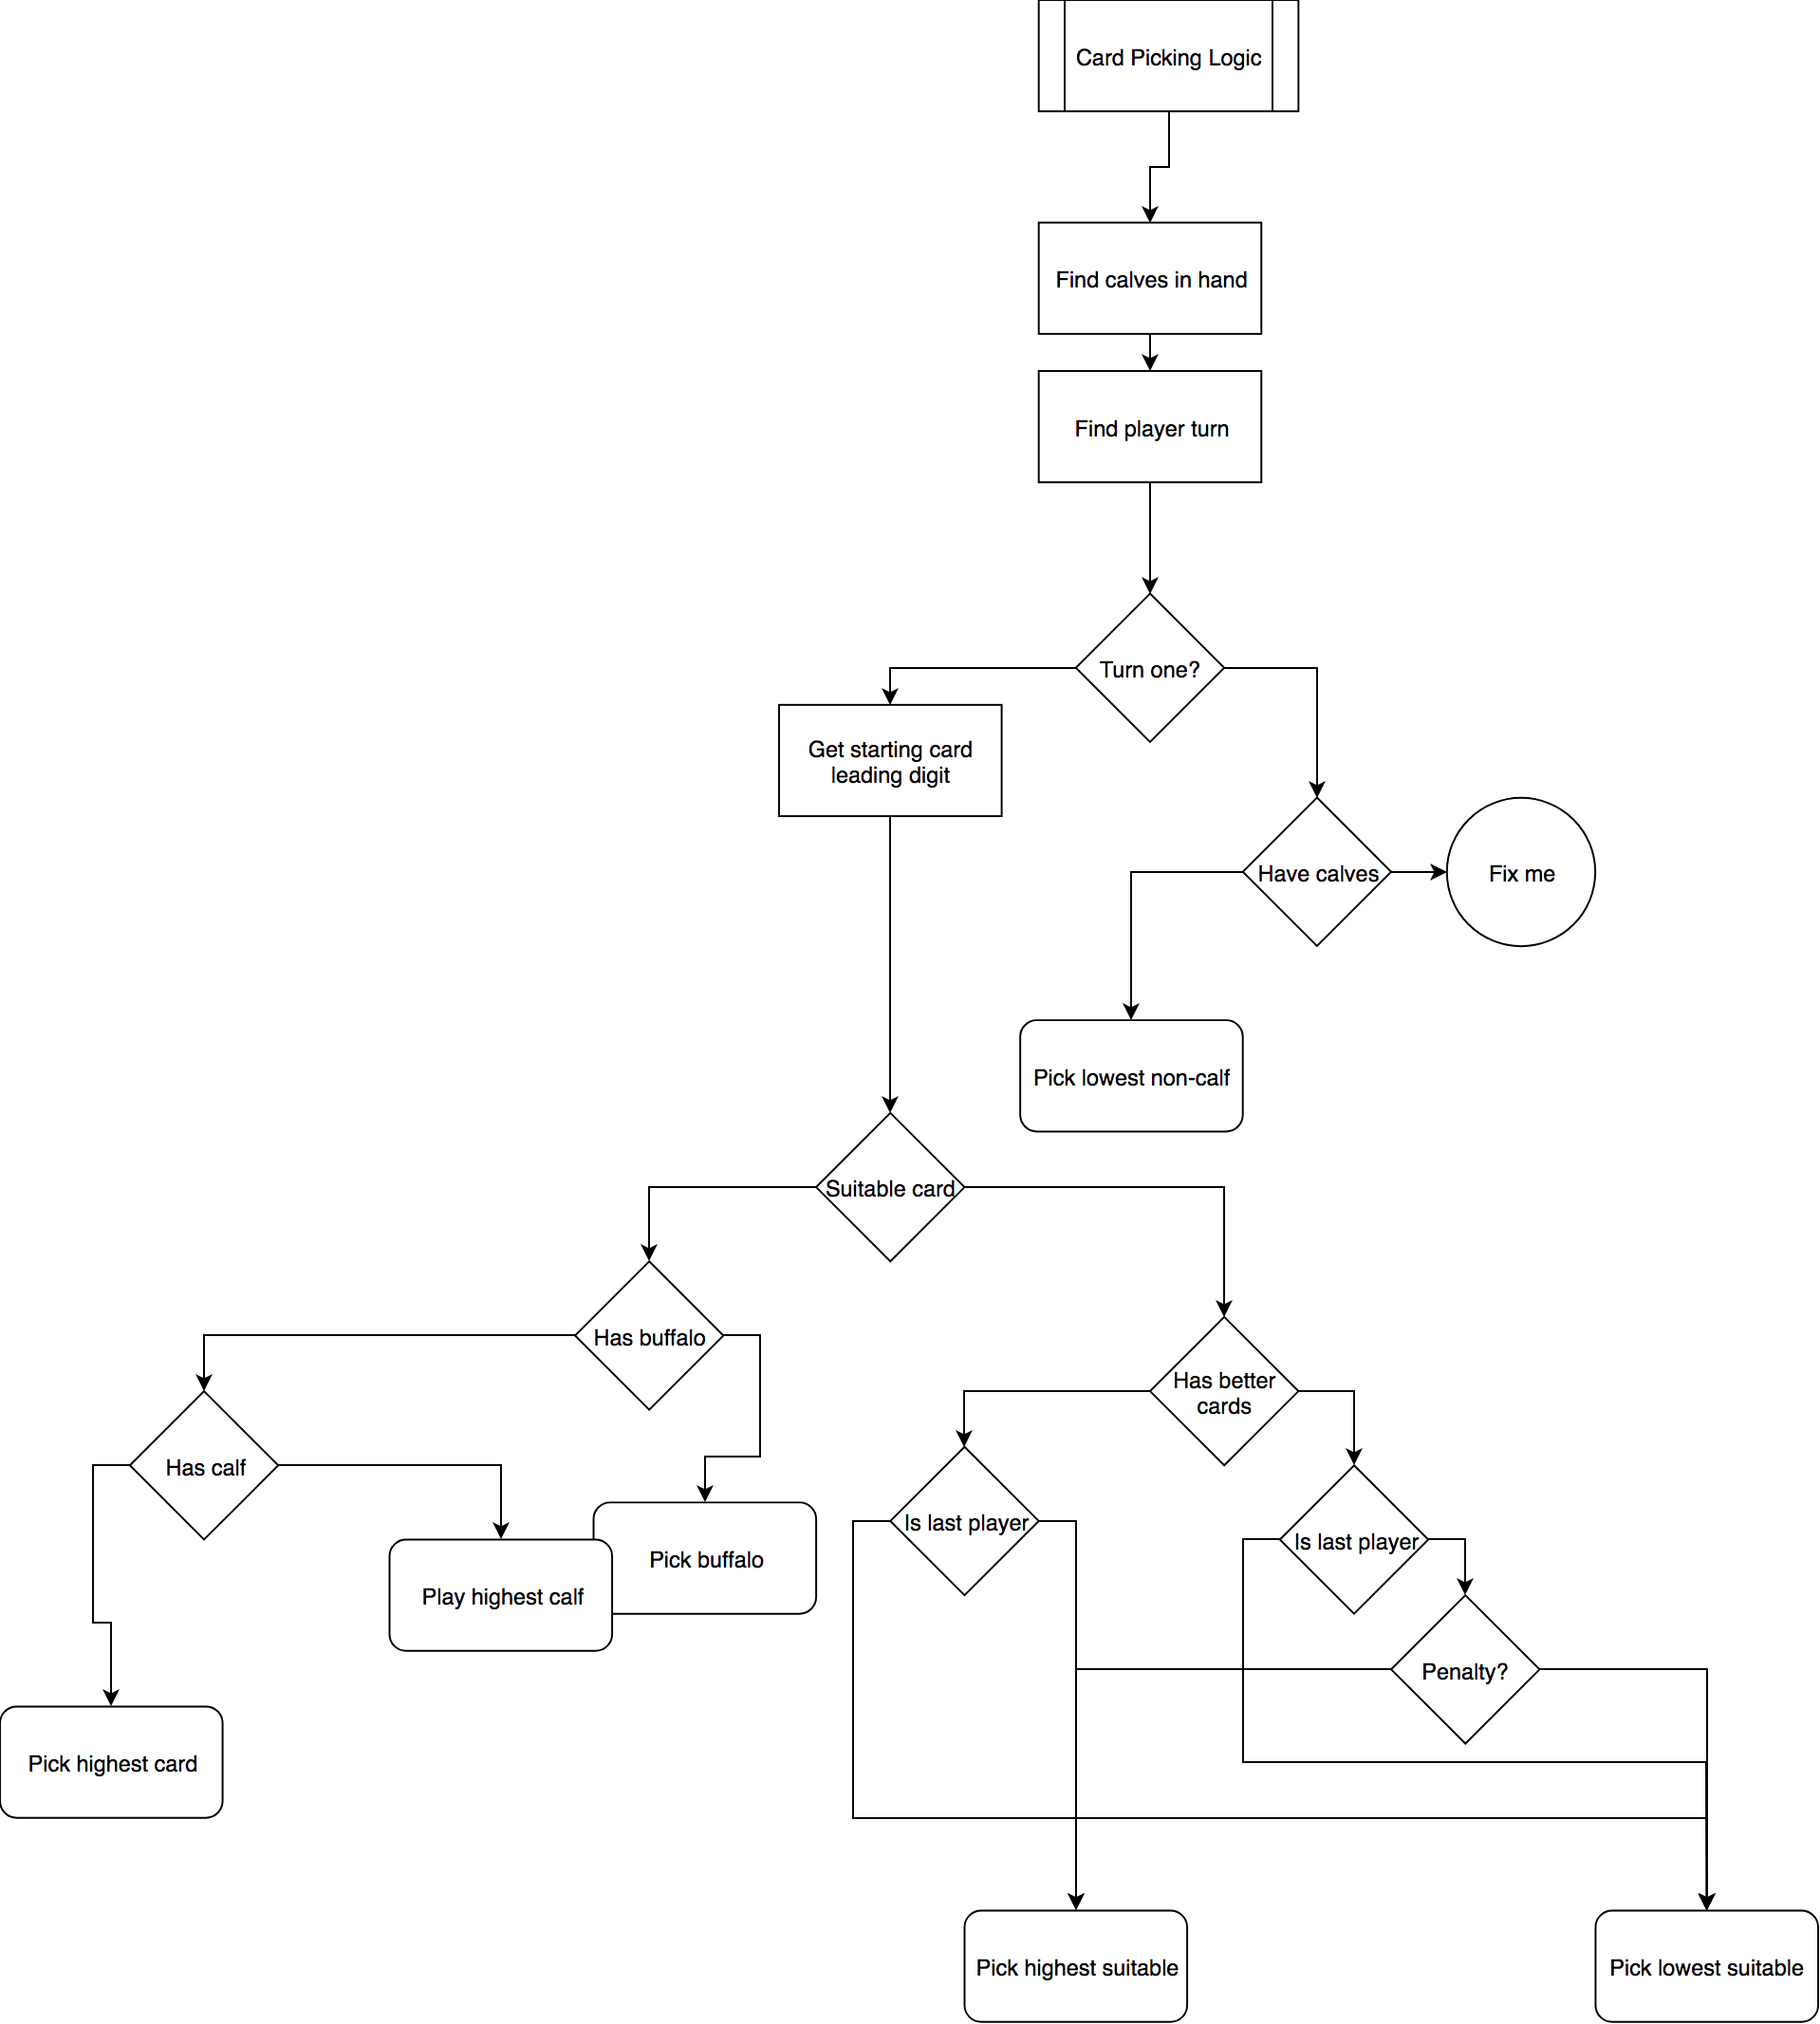 Card Picking Logic
Find calves in hand
Find player turn
Turn one?
Get starting card
leading digit
Have calves
Fix me
Pick lowest non-calf
Suitable card
Has buffalo
Has better
cards
Has calf
Is last player
Is last player
Pick buffalo
Play highest calf
Penalty?
Pick highest card
Pick highest suitable
Pick lowest suitable